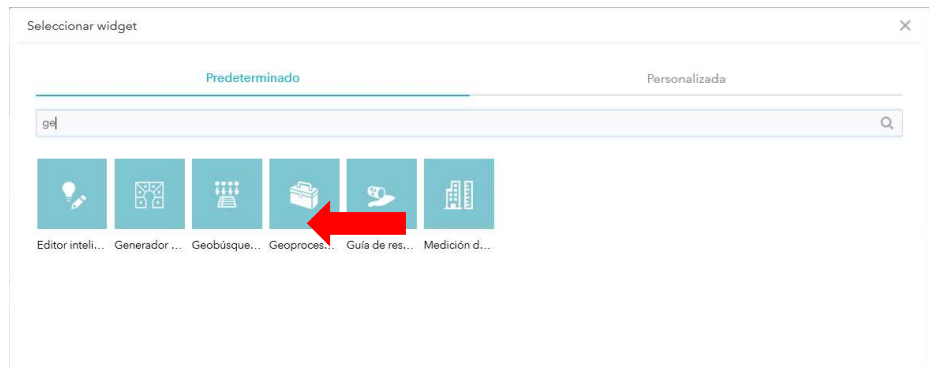 Seleccionar widget
Predeterminado Personalizada
ge
Editor inteli... Generador ... Geobúsque... Geoproces... Guía de res... Medición d...